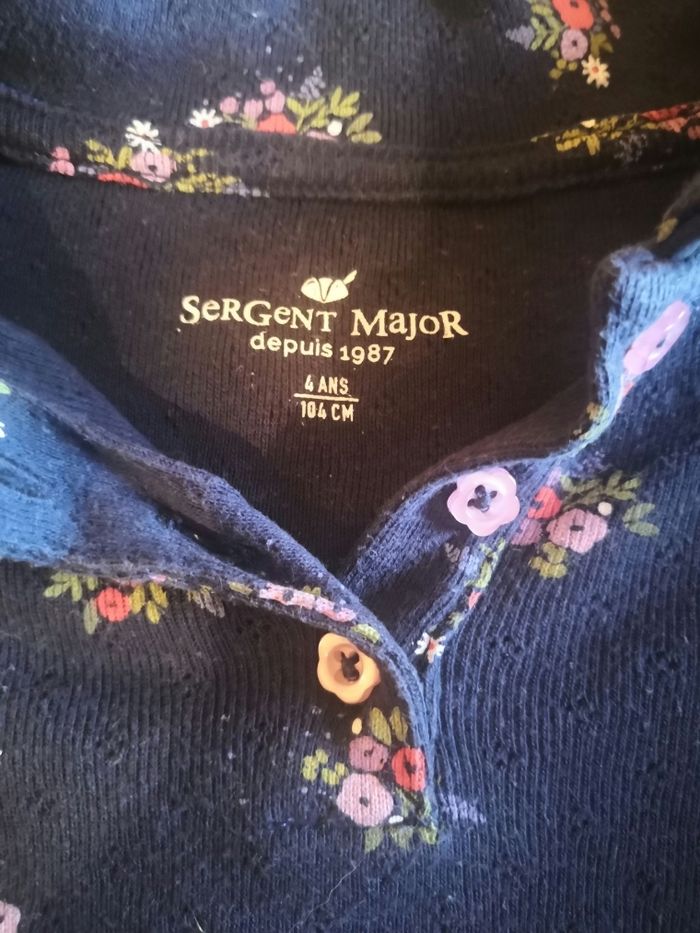 SeRGeNT MaJoR
depuis 1987
4 ANS
104 CM